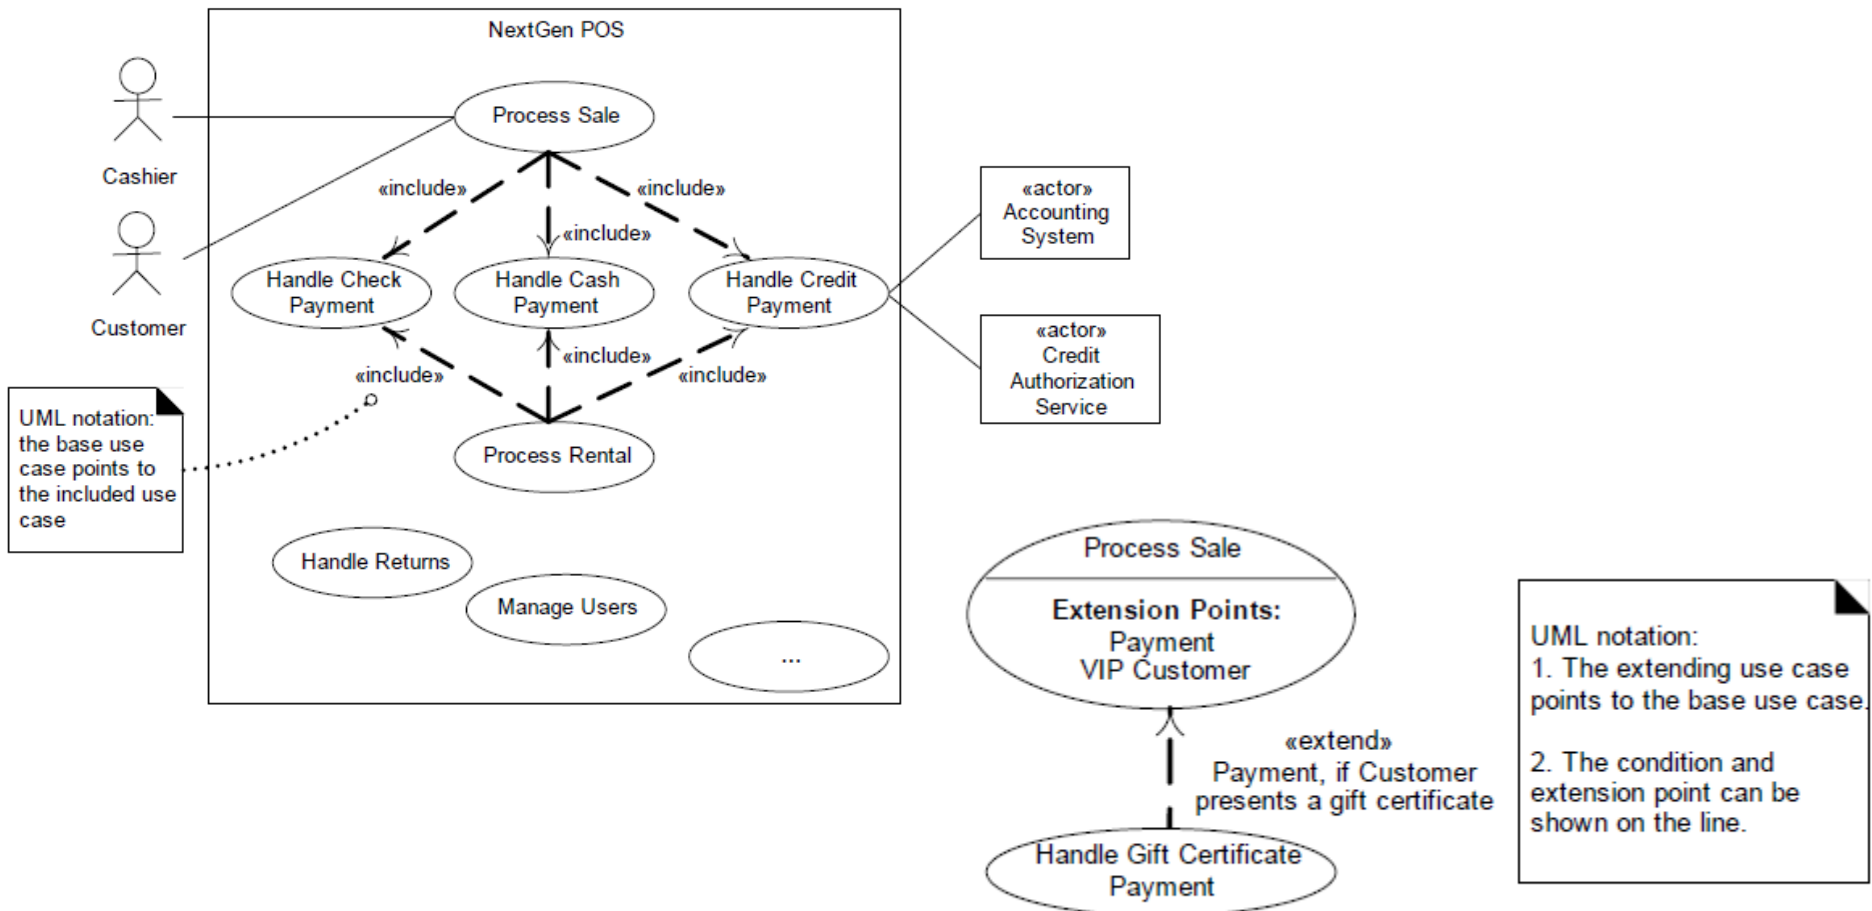 NextGen POS
Process Sale
Cashier
«include»
«include»
«include»
Customer
Handle Check
Payment
Handle Cash
Payment
Handle Credit
Payment
«actor»
Accounting
System
«actor»
Credit
Authorization
Service
«include»
«include»
«include»
Process Rental
UML notation:
the base use
case points to
the included use
case
Handle Returns
Manage Users
...
Process Sale
Extension Points:
Payment
VIP Customer
«extend»
Payment, if Customer
presents a gift certificate
Handle Gift Certificate
Payment
UML notation:
1. The extending use case
points to the base use case.
2. The condition and
extension point can be
shown on the line.